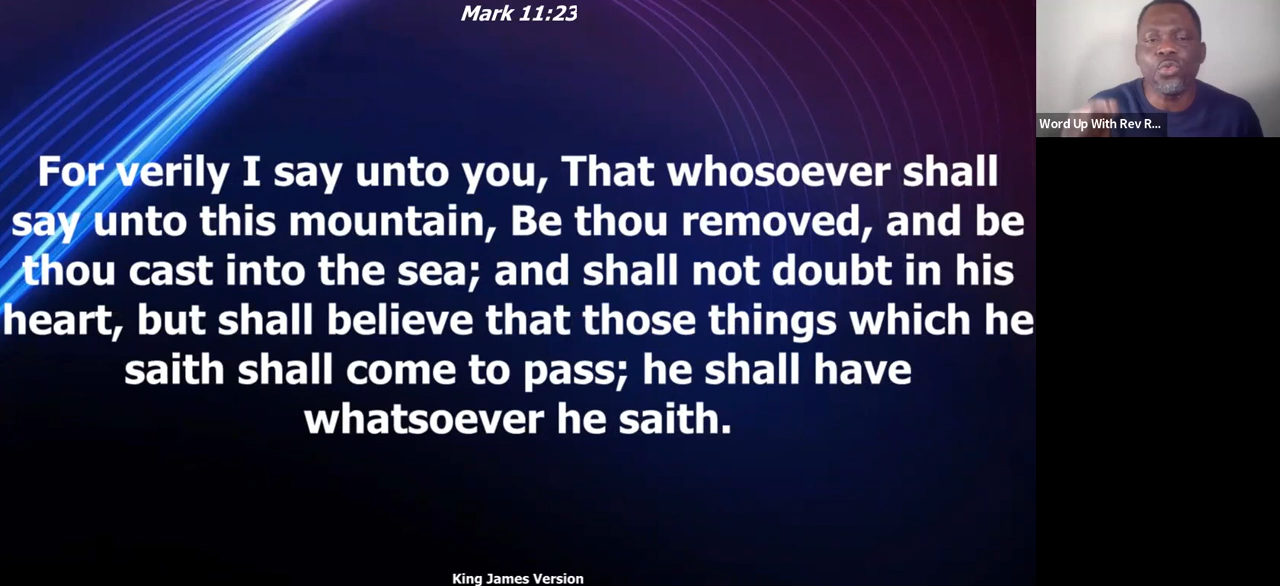 Mark 11:23
Word Up With Rev R...
For verily I say unto you, That whosoever shall
say unto this mountain, Be thou removed, and be
thou cast into the sea; and shall not doubt in his
heart, but shall believe that those things which he
saith shall come to pass; he shall have
whatsoever he saith.
King James Version